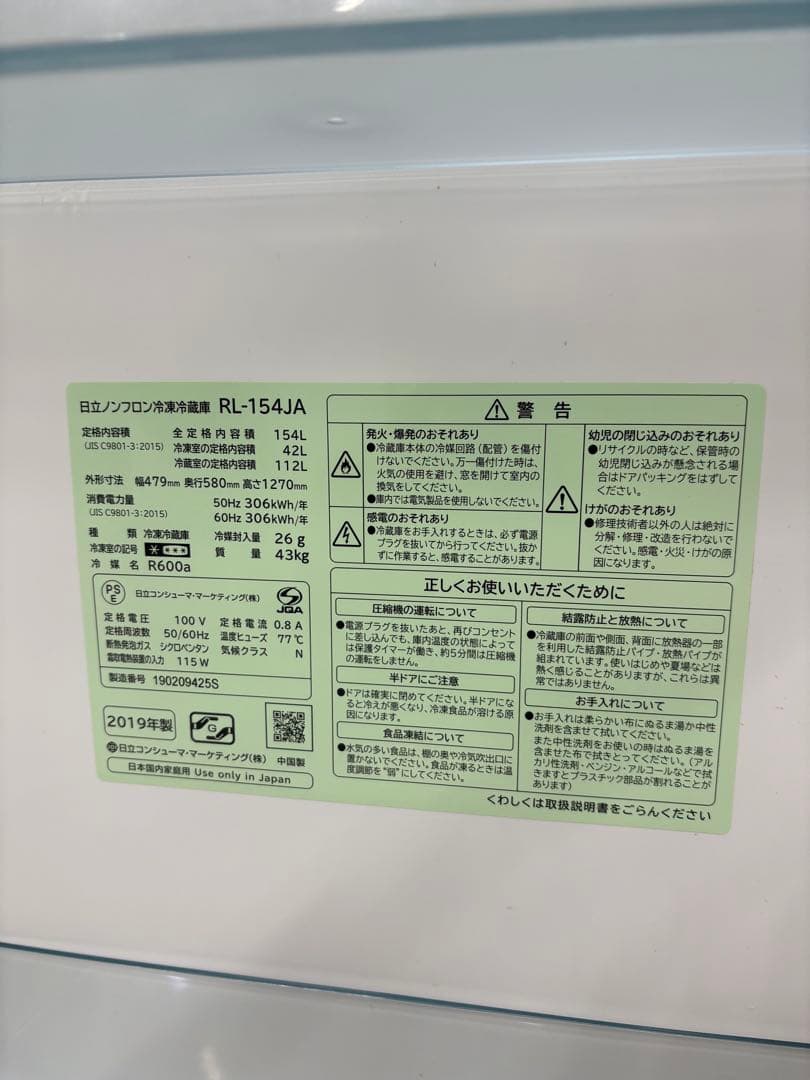 日立ノンフロン冷凍冷蔵庫 RL-154JA
定格内容積 全定格内容積 154L
(JIS C9801-3:2015) 冷凍室の定格内容積 42L
冷蔵室の定格内容積 112L
外形寸法 幅479mm 奥行580mm 高さ1270mm
消費電力量 50Hz 306kWh/年
(JIS C9801-3:2015) 60Hz 306kWh/年
種類 冷凍冷蔵庫 冷媒封入量 26g
冷凍室の記号 質量 43kg
冷媒名 R600a
PSE 日立コンシューマ・マーケティング(株) JQA
定格電圧 100V 定格電流 0.8A
定格周波数 50/60Hz 温度ヒューズ 77℃
断熱発泡ガス シクロペンタン 気候クラス N
霜取電熱装置の入力 115W
製造番号 190209425S
2019年製 G
日立コンシューマ・マーケティング(株) 中国製
日本国内家庭用 Use only in Japan
警告
発火・爆発のおそれあり
●冷蔵庫本体の冷媒回路(配管)を傷付
けないでください。万一傷付けた時は、
火気の使用を避け、窓を開けて室内の
換気をしてください。
●庫内では電気製品を使用しないでください。
感電のおそれあり
●冷蔵庫をお手入れするときは、必ず電源
プラグを抜いてから行ってください。抜か
ずに作業すると、感電することがあります。
幼児の閉じ込みのおそれあり
●リサイクルの時など、保管時の
幼児閉じ込みが懸念される場
合はドアパッキングをはずして
ください。
けがのおそれあり
●修理技術者以外の人は絶対に
分解・修理・改造を行わないで
ください。感電・火災・けがの原
因になります。
正しくお使いいただくために
圧縮機の運転について
●電源プラグを抜いたあと、再びコンセント
に差し込んでも、庫内温度の状態によって
は保護タイマーが働き、約5分間は圧縮機
の運転をしません。
半ドアにご注意
●ドアは確実に閉めてください。半ドアにな
ると冷えが悪くなり、冷凍食品が溶ける原
因になります。
食品凍結について
●水気の多い食品は、棚の奥や冷気吹出口に
置かないでください。食品が凍るときは温
度調節を“弱”にしてください。
結露防止と放熱について
●冷蔵庫の前面や側面、背面に放熱器の一部
を利用した結露防止パイプ・放熱パイプが
組まれています。使いはじめや夏場などは
熱く感じることがありますが、これらは異
常ではありません。
お手入れについて
●お手入れは柔らかい布にぬるま湯か中性
洗剤を含ませて拭いてください。
また中性洗剤をお使いの時はぬるま湯を
含ませた布で拭きとってください。(アル
カリ性洗剤・ベンジン・アルコールなどで拭
きますとプラスチック部品が割れることが
あります)
くわしくは取扱説明書をごらんください